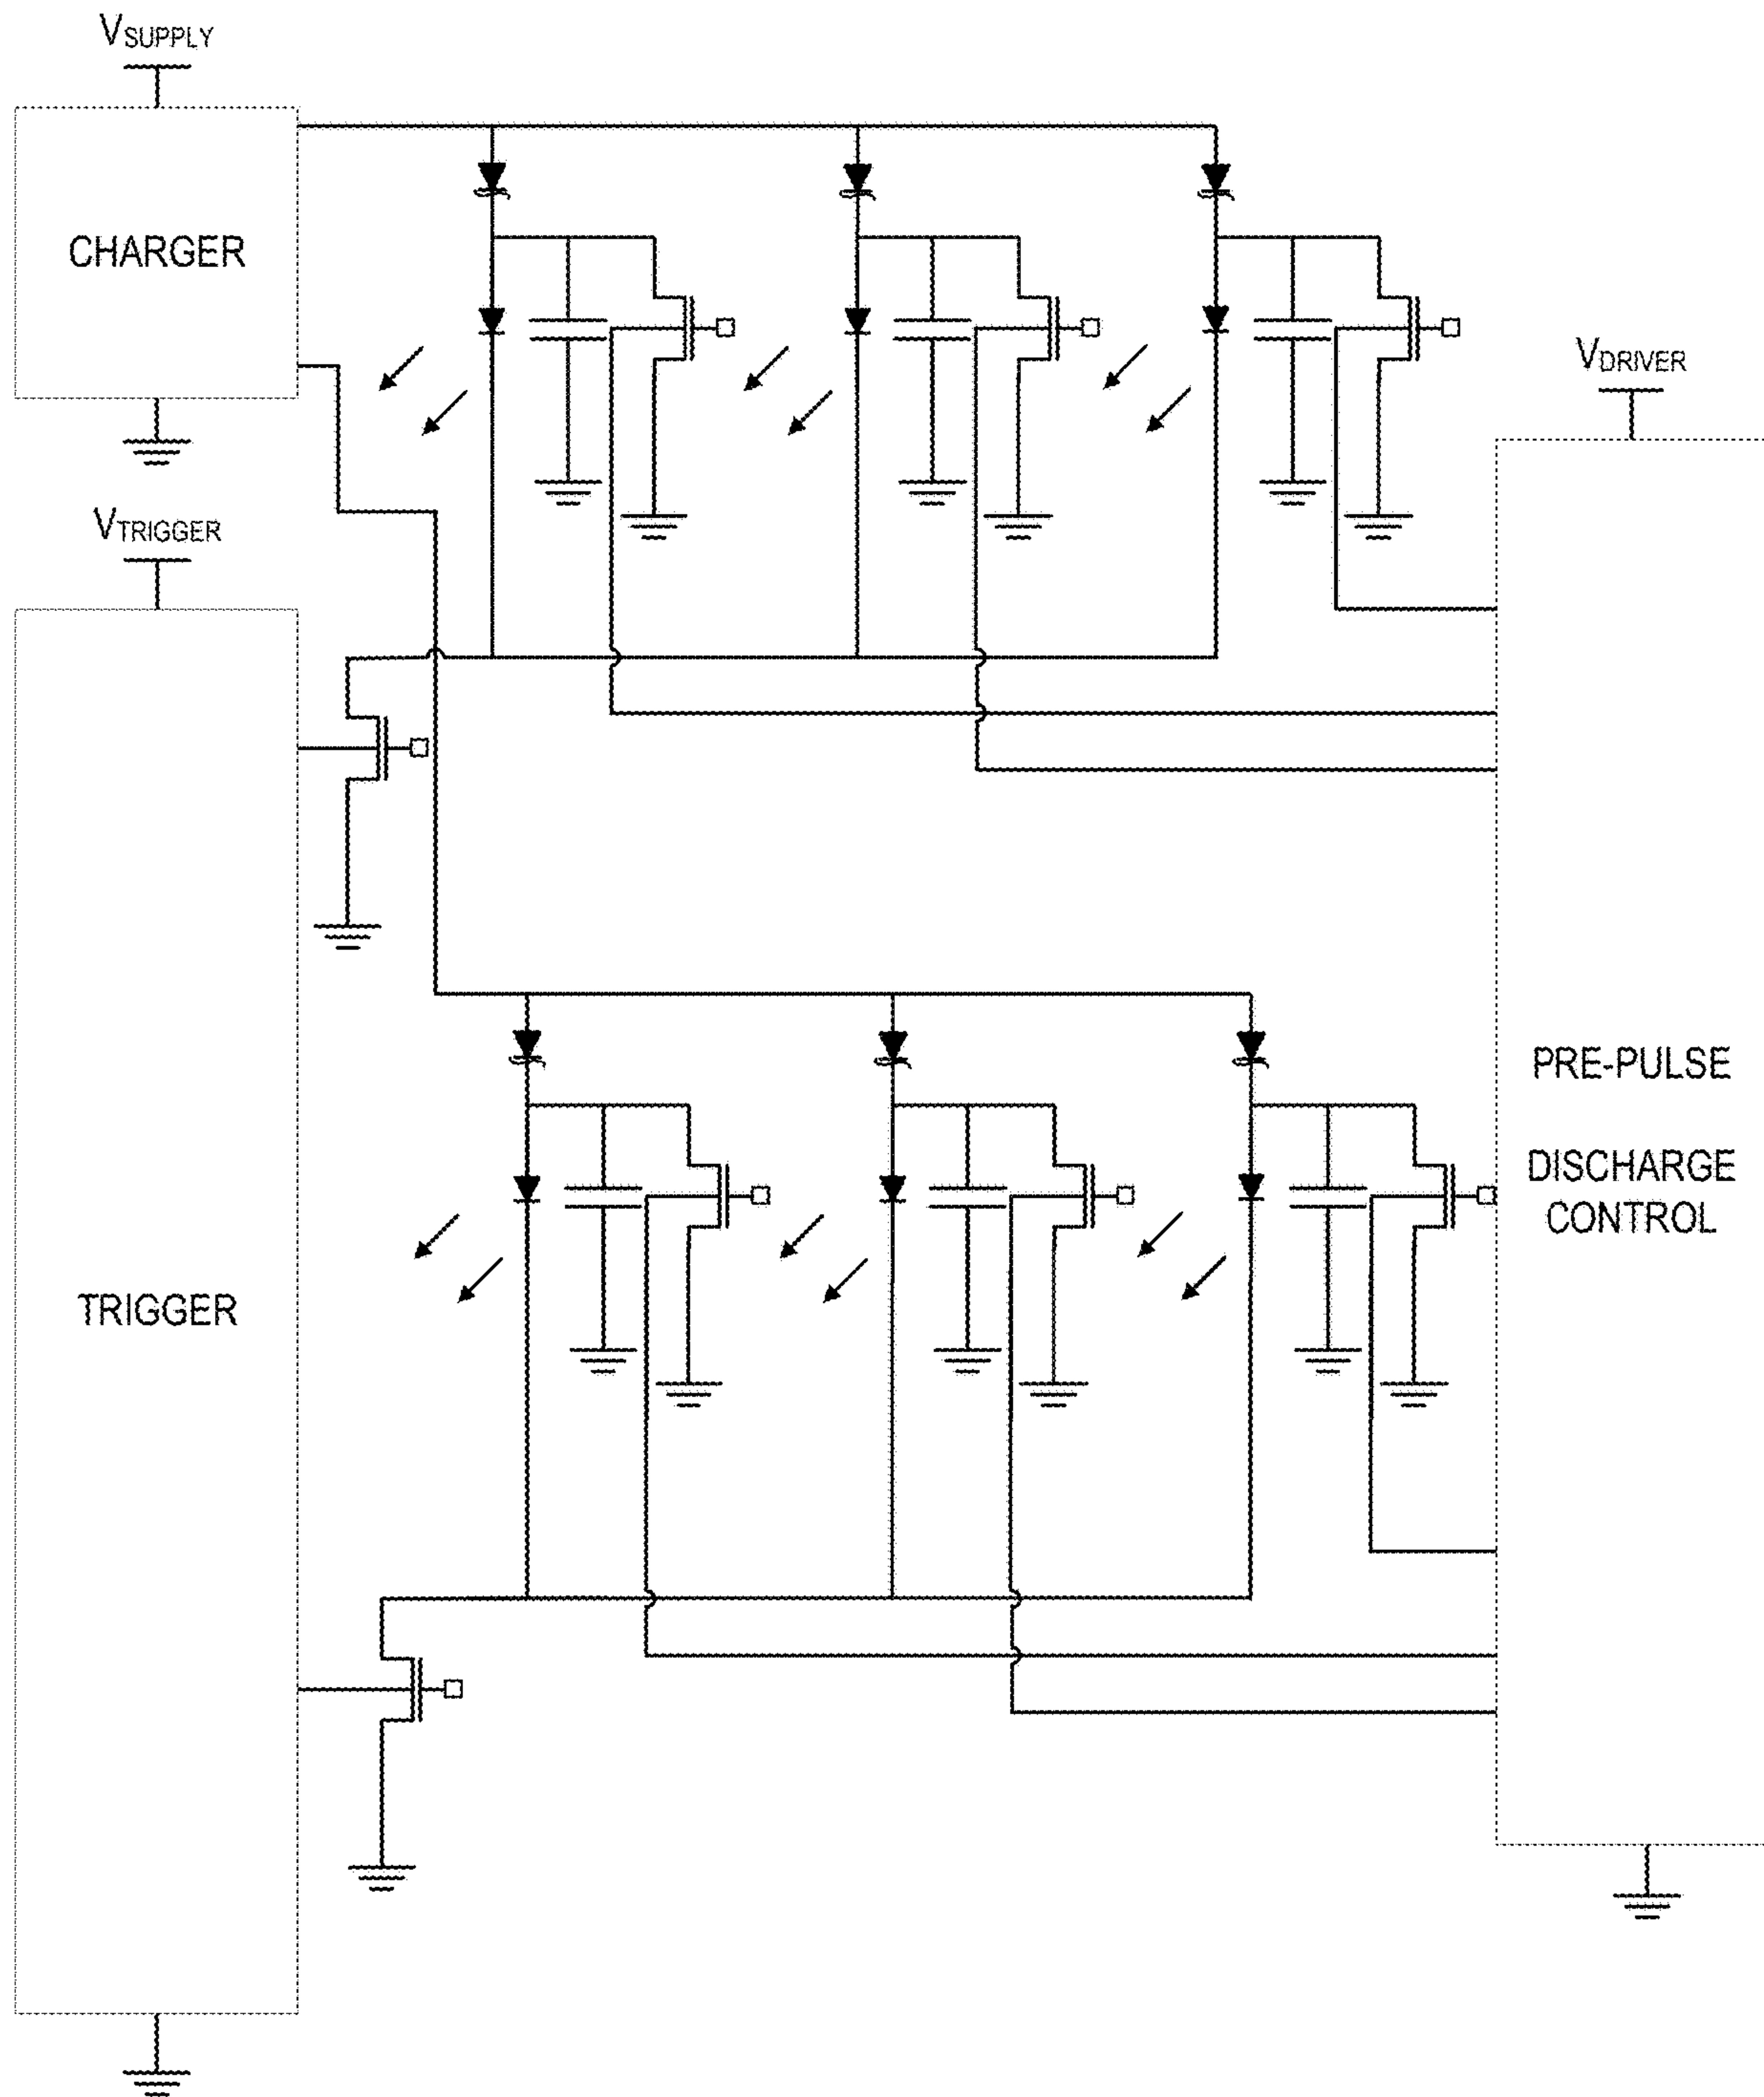 VSUPPLY
CHARGER
VDRIVER
VTRIGGER
PRE-PULSE
DISCHARGE
CONTROL
TRIGGER